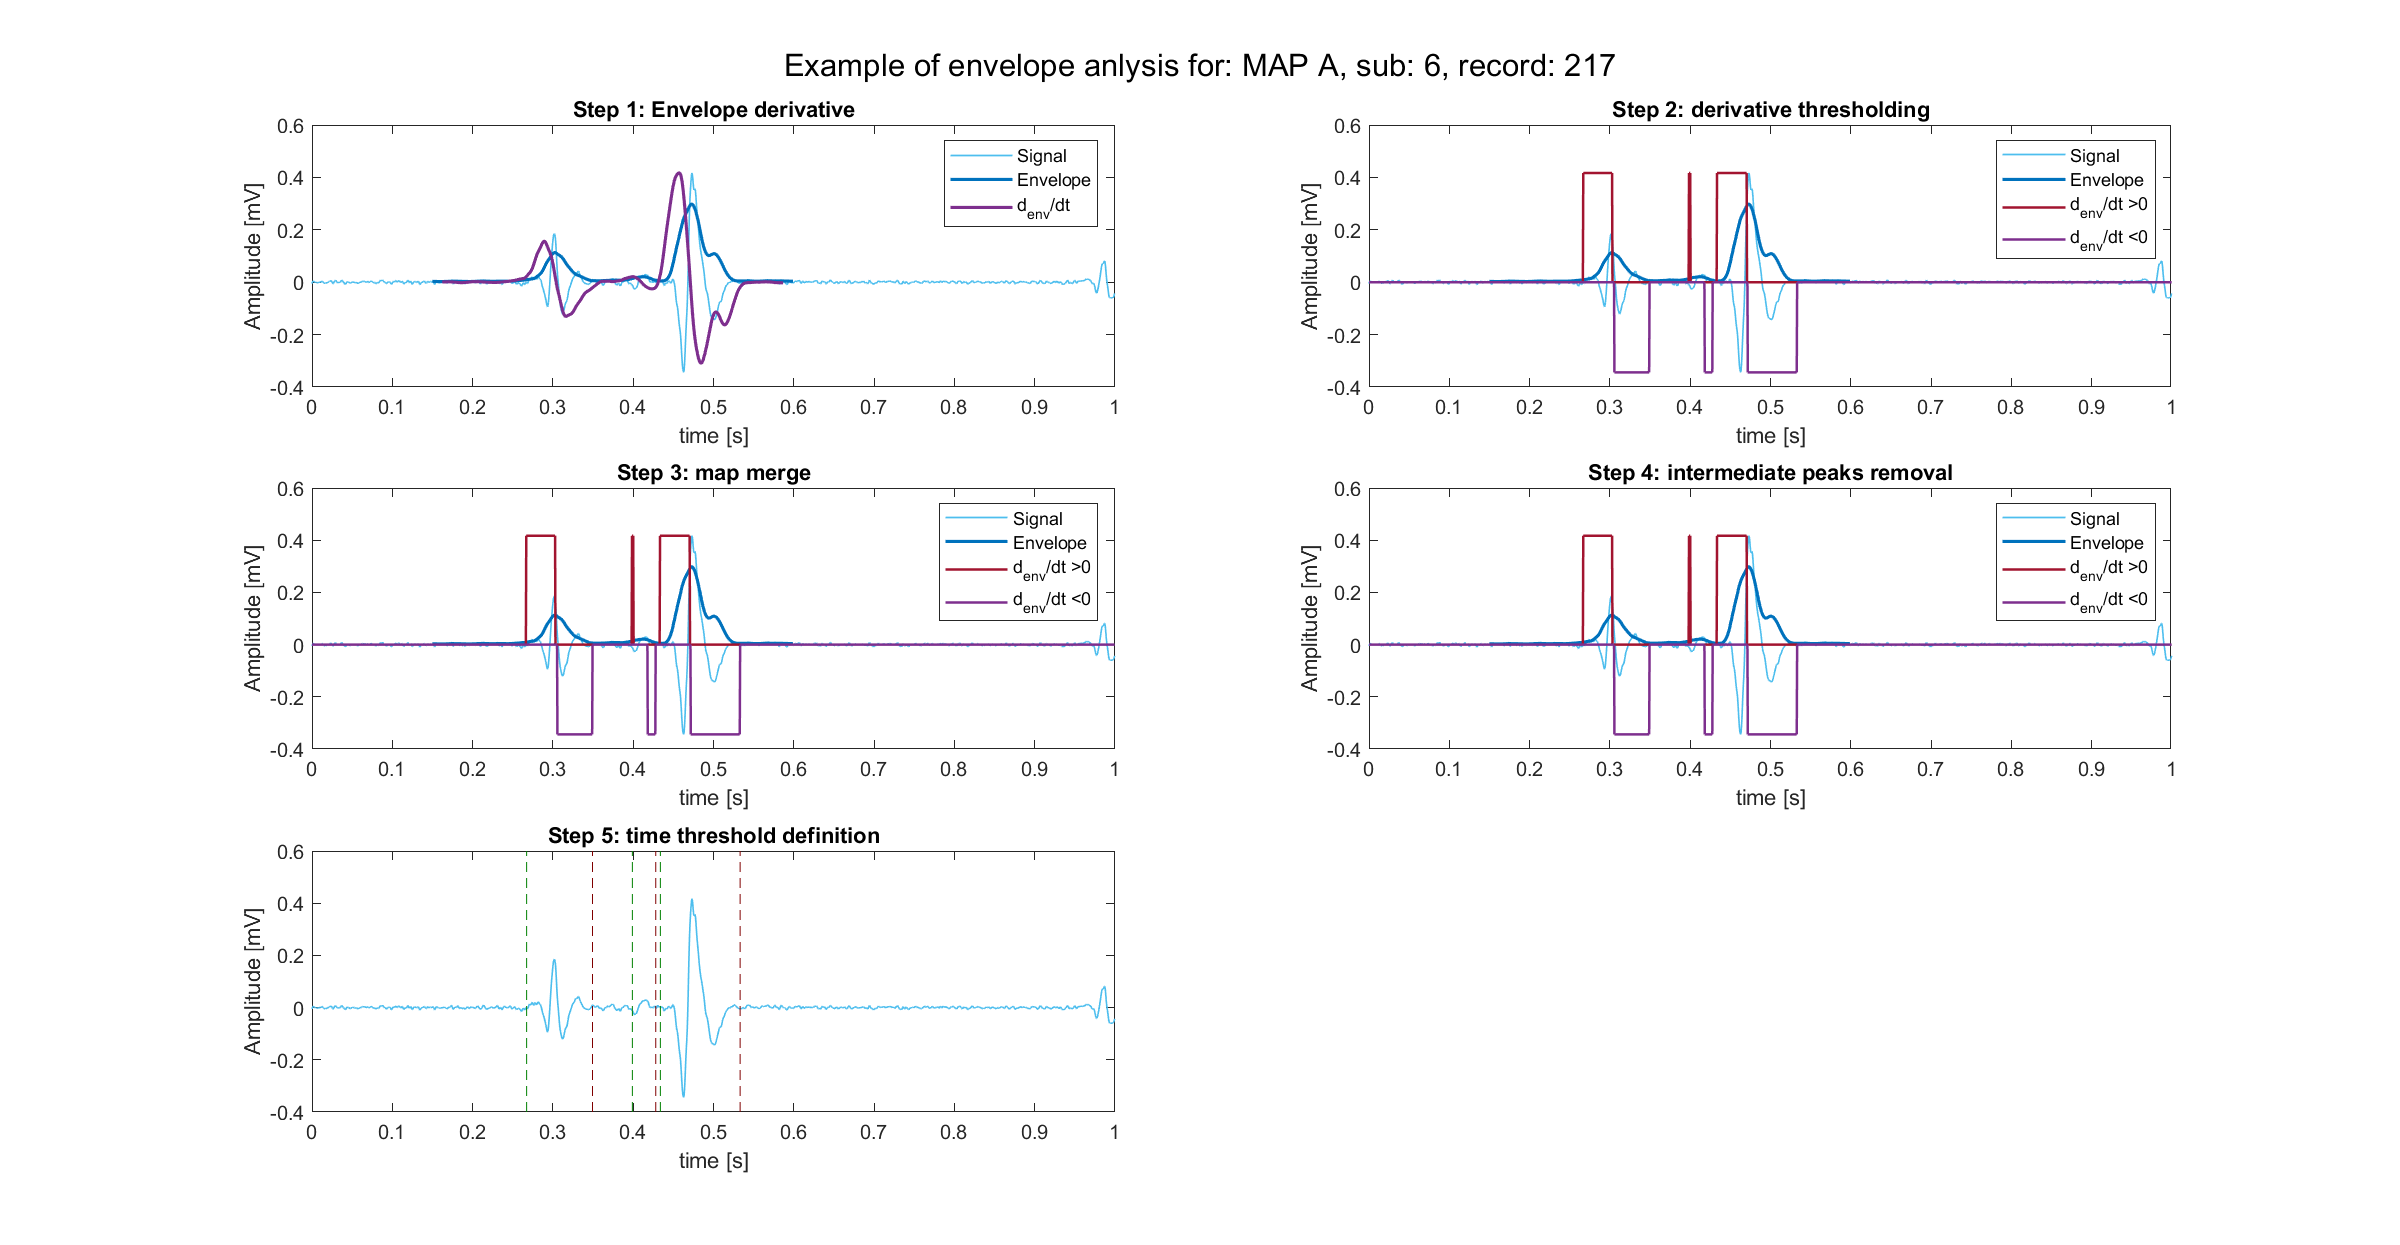 Example of envelope anlysis for: MAP A, sub: 6, record: 217
Step 1: Envelope derivative
0.6
0.4
0.2
0
-0.2
-0.4
Amplitude [mV]
Signal
Envelope
d_env/dt
0 0.1 0.2 0.3 0.4 0.5 0.6 0.7 0.8 0.9 1
time [s]
Step 2: derivative thresholding
0.6
0.4
0.2
0
-0.2
-0.4
Amplitude [mV]
Signal
Envelope
d_env/dt >0
d_env/dt <0
0 0.1 0.2 0.3 0.4 0.5 0.6 0.7 0.8 0.9 1
time [s]
Step 3: map merge
0.6
0.4
0.2
0
-0.2
-0.4
Amplitude [mV]
Signal
Envelope
d_env/dt >0
d_env/dt <0
0 0.1 0.2 0.3 0.4 0.5 0.6 0.7 0.8 0.9 1
time [s]
Step 4: intermediate peaks removal
0.6
0.4
0.2
0
-0.2
-0.4
Amplitude [mV]
Signal
Envelope
d_env/dt >0
d_env/dt <0
0 0.1 0.2 0.3 0.4 0.5 0.6 0.7 0.8 0.9 1
time [s]
Step 5: time threshold definition
0.6
0.4
0.2
0
-0.2
-0.4
Amplitude [mV]
0 0.1 0.2 0.3 0.4 0.5 0.6 0.7 0.8 0.9 1
time [s]